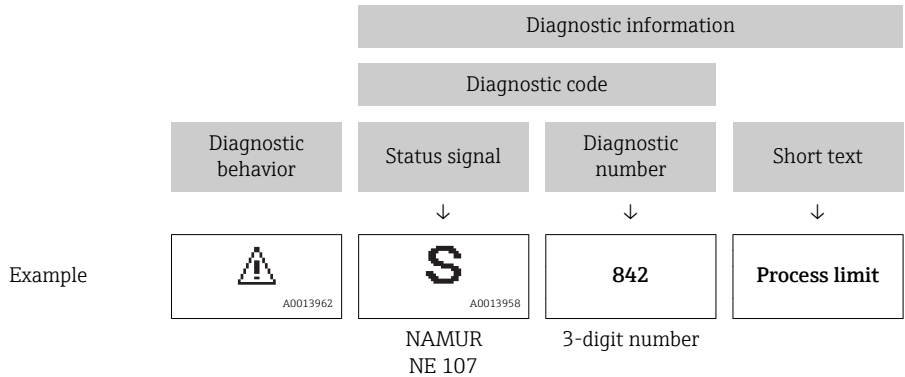 Diagnostic information
Diagnostic code
Diagnostic
behavior
Status signal
Diagnostic
number
Short text
↓
↓
↓
Example
A0013962
S
A0013958
842
Process limit
NAMUR
NE 107
3-digit number